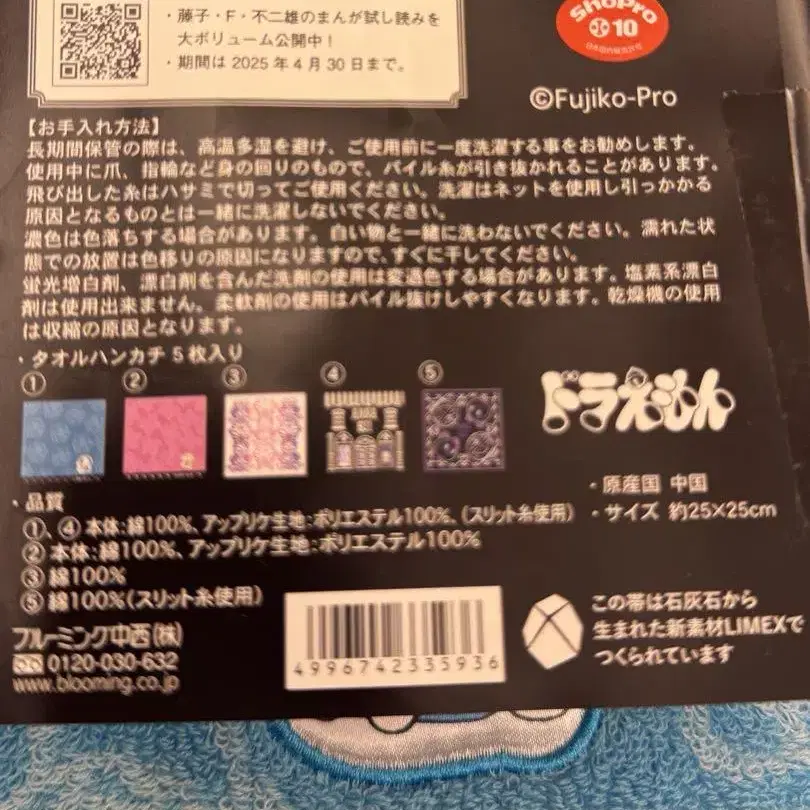 ・藤子・F・不二雄のまんが試し読みを
大ボリューム公開中！
・期間は2025年4月30日まで。
ShoPro
10
©Fujiko-Pro
【お手入れ方法】
長期間保管の際は、高温多湿を避け、ご使用前に一度洗濯する事をお勧めします。
使用中に爪、指輪など身の回りのもので、パイル糸が引き抜かれることがあります。
飛び出した糸はハサミで切ってご使用ください。洗濯はネットを使用し引っかかる
原因となるものとは一緒に洗濯しないでください。
濃色は色落ちする場合があります。白い物と一緒に洗わないでください。濡れた状
態での放置は色移りの原因になりますので、すぐに干してください。
蛍光増白剤、漂白剤を含んだ洗剤の使用は変退色する場合があります。塩素系漂白
剤は使用出来ません。柔軟剤の使用はパイル抜けしやすくなります。乾燥機の使用
は収縮の原因となります。
・タオルハンカチ5枚入り
① ② ③ ④ ⑤
ドラえもん
・品質
①、④ 本体：綿100%、アップリケ生地：ポリエステル100%、(スリット糸使用)
② 本体：綿100%、アップリケ生地：ポリエステル100%
③ 綿100%
⑤ 綿100%(スリット糸使用)
・原産国 中国
・サイズ 約25×25cm
ブルーミング中西(株)
0120-030-632
www.blooming.co.jp
4996742335936
この帯は石灰石から
生まれた新素材LIMEXで
つくられています